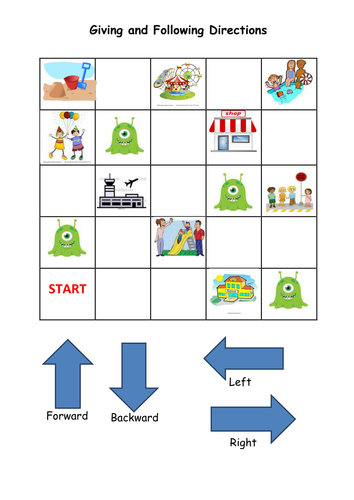 Giving and Following Directions
shop
START
Left
Forward
Backward
Right